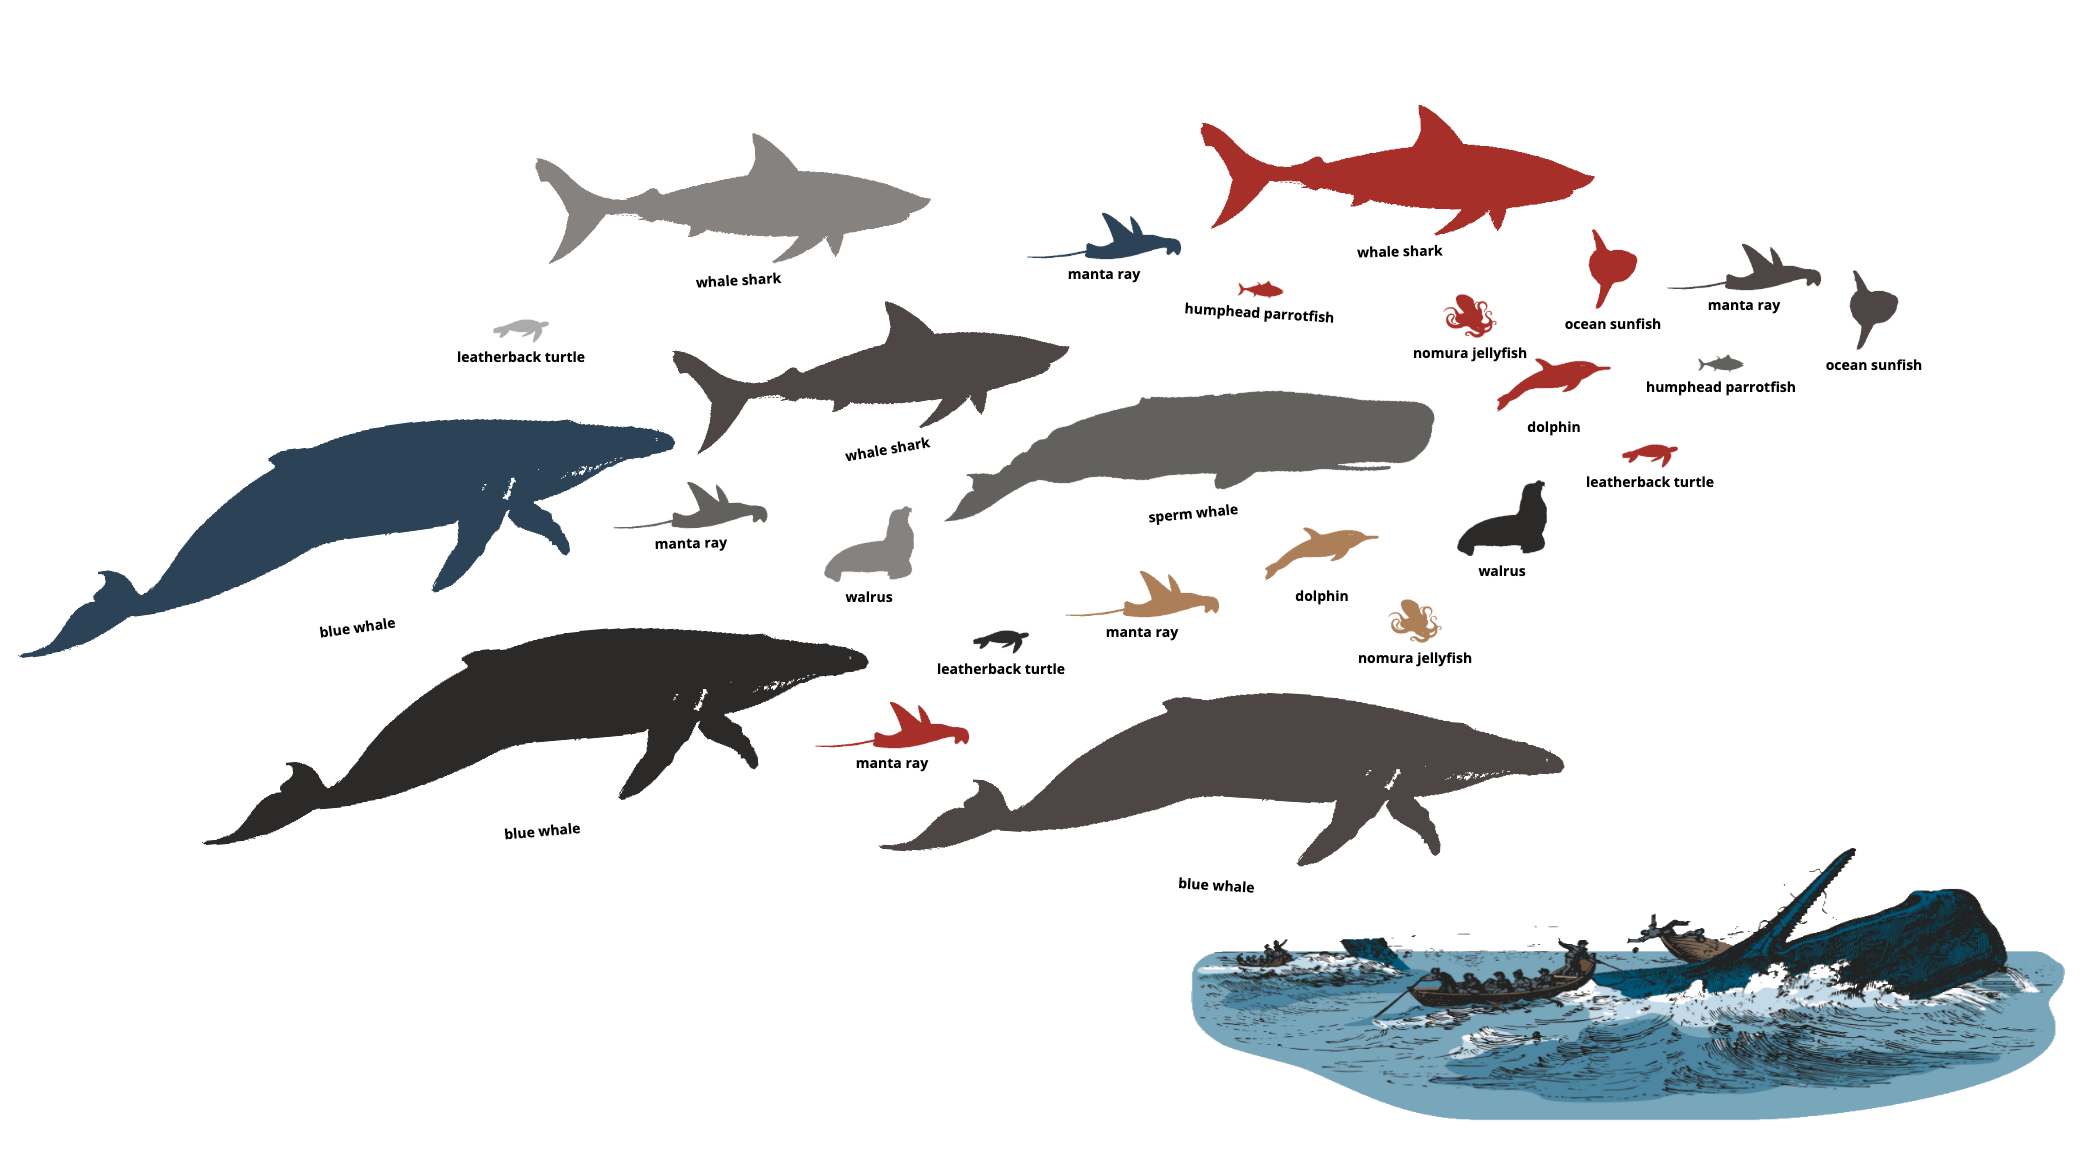 whale shark
whale shark
manta ray
humphead parrotfish
manta ray
ocean sunfish
nomura jellyfish
leatherback turtle
ocean sunfish
humphead parrotfish
dolphin
whale shark
leatherback turtle
sperm whale
manta ray
walrus
walrus
dolphin
blue whale
manta ray
nomura jellyfish
leatherback turtle
manta ray
blue whale
blue whale